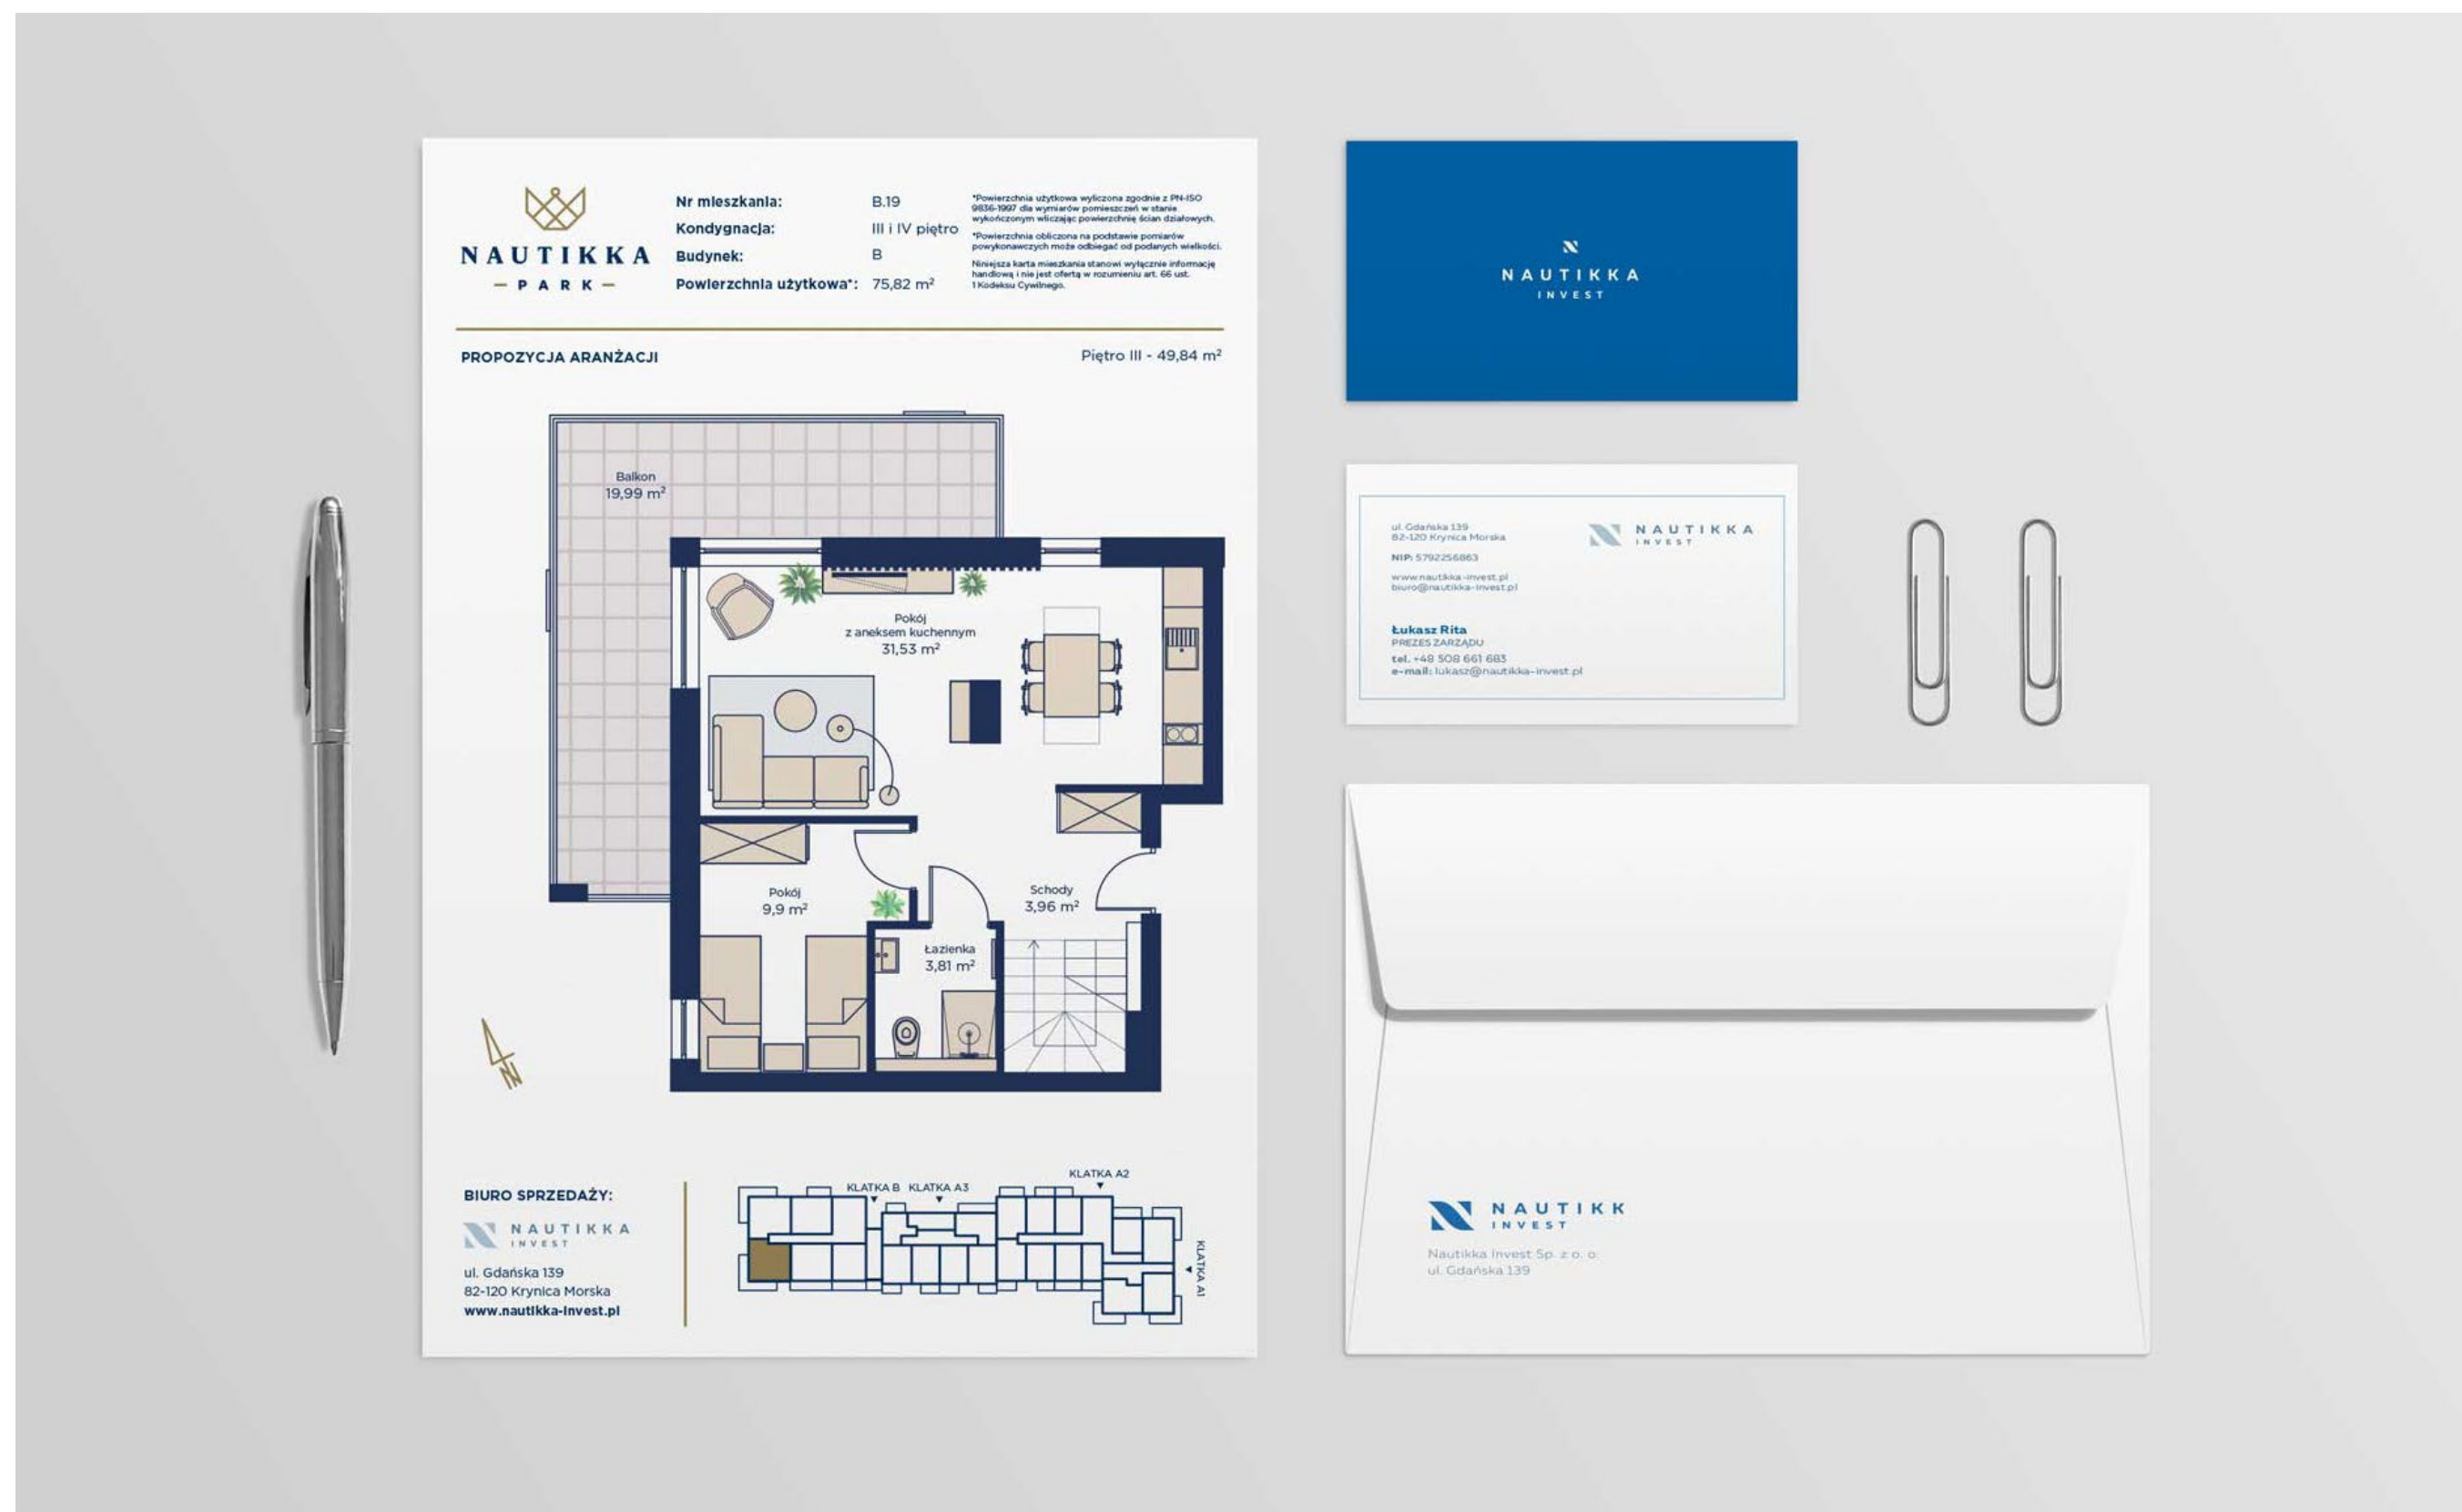 NAUTIKKA
PARK
Nr mieszkania: B.19
Kondygnacja: III i IV piętro
Budynek: B
Powierzchnia użytkowa*: 75,82 m²
*Powierzchnia użytkowa wyliczona zgodnie z PN-ISO
9836-1997 dla wymiarów pomieszczeń w stanie
wykończonym wliczając powierzchnię ścian działowych.
*Powierzchnia obliczona na podstawie pomiarów
powykonawczych może odbiegać od podanych wielkości.
Niniejsza karta mieszkania stanowi wyłącznie informację
handlową i nie jest ofertą w rozumieniu art. 66 ust.
1 Kodeksu Cywilnego.
PROPOZYCJA ARANŻACJI
Piętro III - 49,84 m²
Balkon
19,99 m²
Pokój
z aneksem kuchennym
31,53 m²
Pokój
9,9 m²
Schody
3,96 m²
Łazienka
3,81 m²
N
BIURO SPRZEDAŻY:
NAUTIKKA
INVEST
ul. Gdańska 139
82-120 Krynica Morska
www.nautikka-invest.pl
KLATKA B
KLATKA A3
KLATKA A2
KLATKA A1
NAUTIKKA
INVEST
ul. Gdańska 139
82-120 Krynica Morska
NIP: 5792256863
www.nautikka-invest.pl
biuro@nautikka-invest.pl
NAUTIKKA
INVEST
Łukasz Rita
PREZES ZARZĄDU
tel. +48 508 661 683
e-mail: lukasz@nautikka-invest.pl
NAUTIKK
INVEST
Nautikka Invest Sp. z o. o.
ul. Gdańska 139